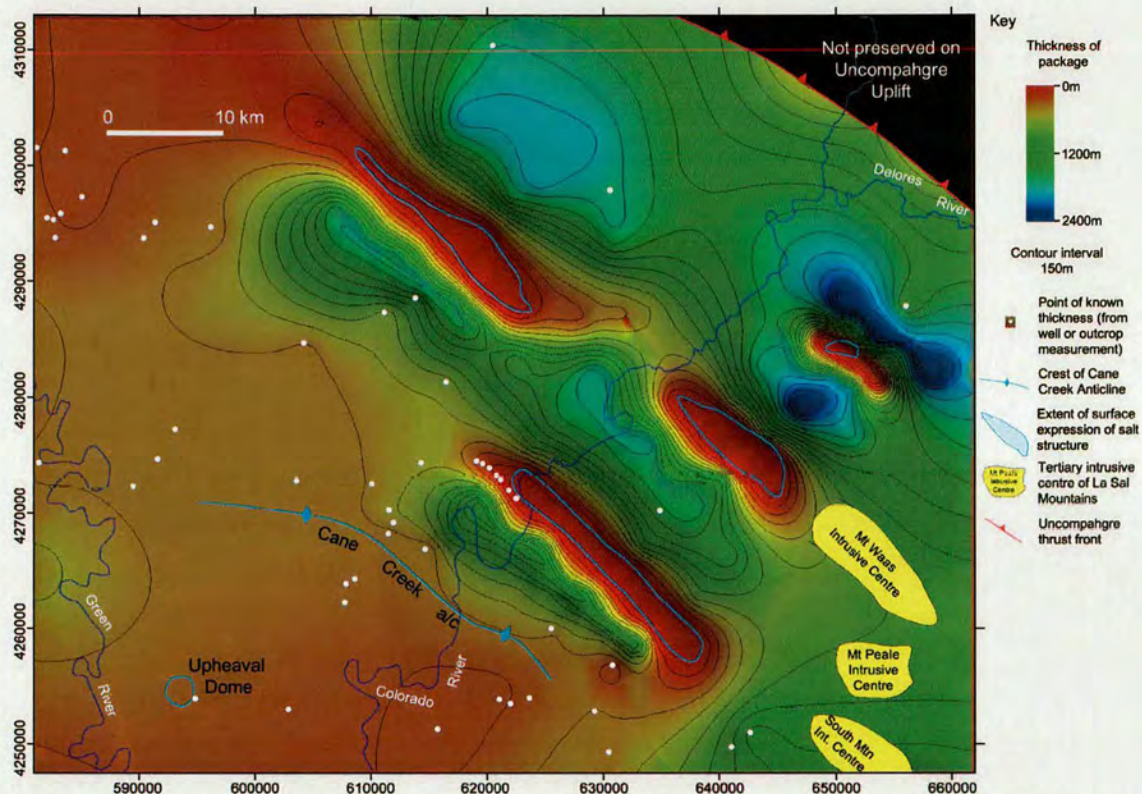 Key
Thickness of
package
0m
1200m
2400m
Contour interval
150m
Point of known
thickness (from
well or outcrop
measurement)
Crest of Cane
Creek Anticline
Extent of surface
expression of salt
structure
Mt Peale
Intrusive
Centre
Tertiary intrusive
centre of La Sal
Mountains
Uncompahgre
thrust front
Not preserved on
Uncompahgre
Uplift
0 10 km
Delores
River
Cane
Creek
a/c
Green
River
Upheaval
Dome
Colorado
River
Mt Waas
Intrusive Centre
Mt Peale
Intrusive
Centre
South Mtn
Int. Centre
4310000
4300000
4290000
4280000
4270000
4260000
4250000
590000 600000 610000 620000 630000 640000 650000 660000